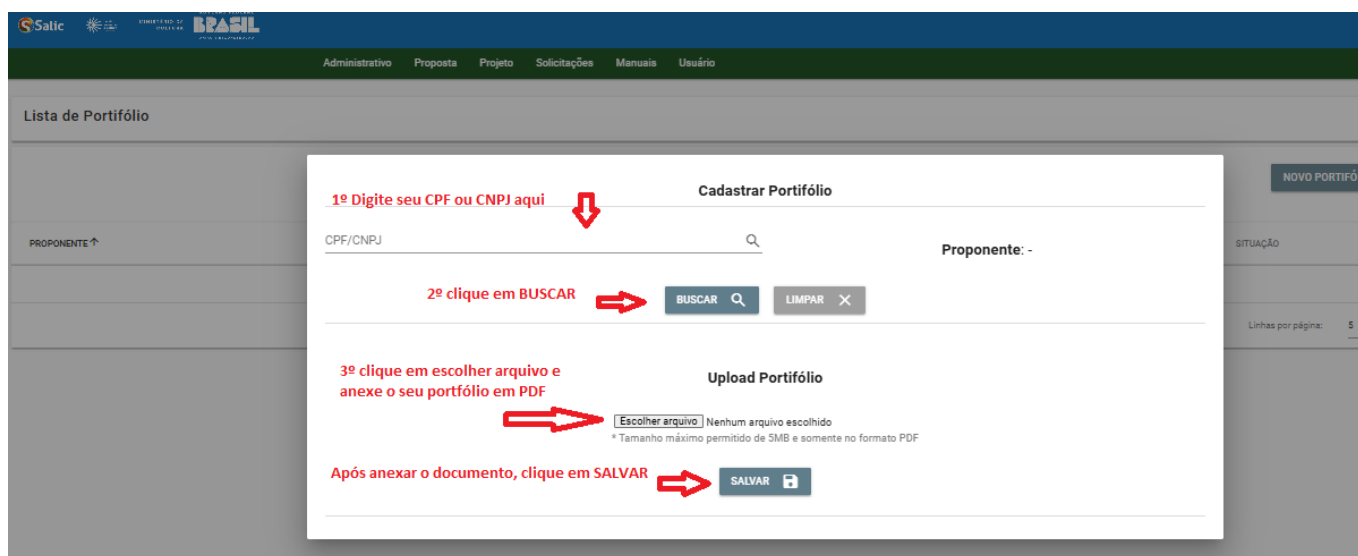 Salic
BRASIL
Administrativo Proposta Projeto Solicitações Manuais Usuário
Lista de Portifólio
NOVO PORTIFÓ
Cadastrar Portifólio
1º Digite seu CPF ou CNPJ aqui
PROPONENTE
CPF/CNPJ
Proponente: -
SITUAÇÃO
2º clique em BUSCAR
BUSCAR
LIMPAR
Linhas por página: 5
3º clique em escolher arquivo e
anexe o seu portfólio em PDF
Upload Portifólio
Escolher arquivo Nenhum arquivo escolhido
* Tamanho máximo permitido de 5MB e somente no formato PDF
Após anexar o documento, clique em SALVAR
SALVAR